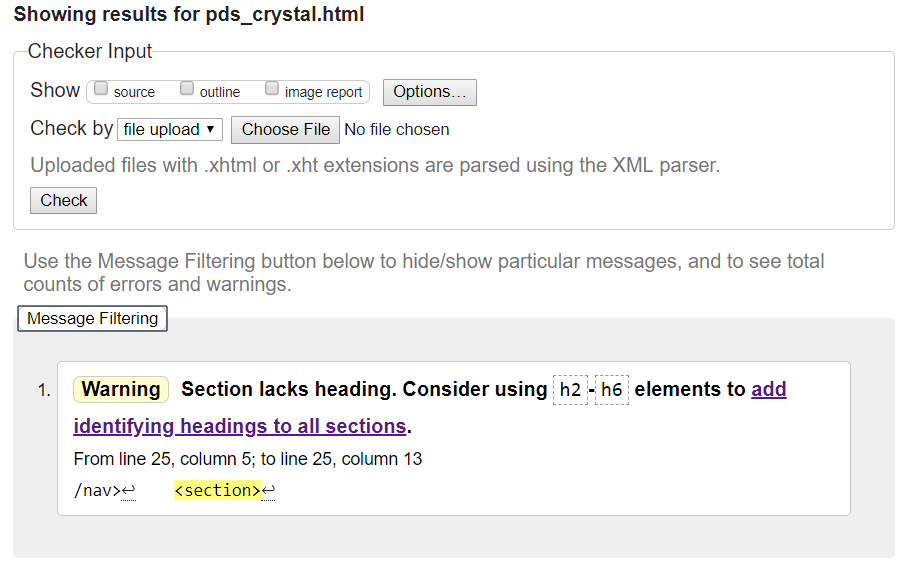 Showing results for pds_crystal.html
Checker Input
Show source outline image report Options...
Check by file upload ▼ Choose File No file chosen
Uploaded files with .xhtml or .xht extensions are parsed using the XML parser.
Check
Use the Message Filtering button below to hide/show particular messages, and to see total
counts of errors and warnings.
Message Filtering
1. Warning Section lacks heading. Consider using h2-h6 elements to add
identifying headings to all sections.
From line 25, column 5; to line 25, column 13
/nav>↩ <section>↩